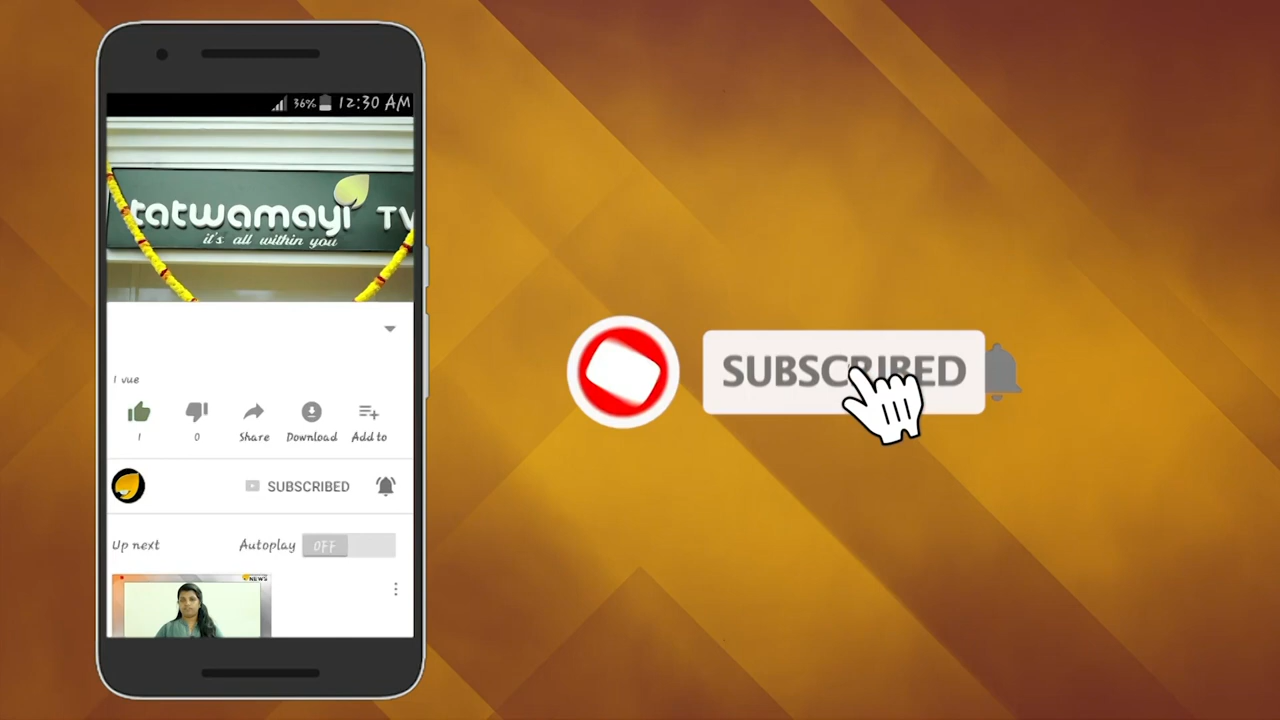 36% 12:30 AM
tatwamayi TV
it's all within you
1 vue
1 0 Share Download Add to
SUBSCRIBED
Up next Autoplay OFF
NEWS
SUBSCRIBED